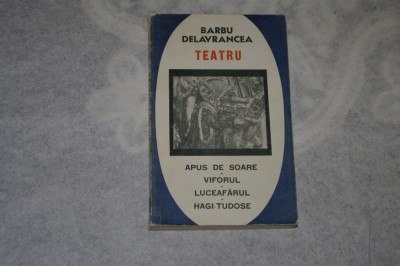 BARBU
DELAVRANCEA
TEATRU
APUS DE SOARE
VIFORUL
LUCEAFĂRUL
HAGI-TUDOSE